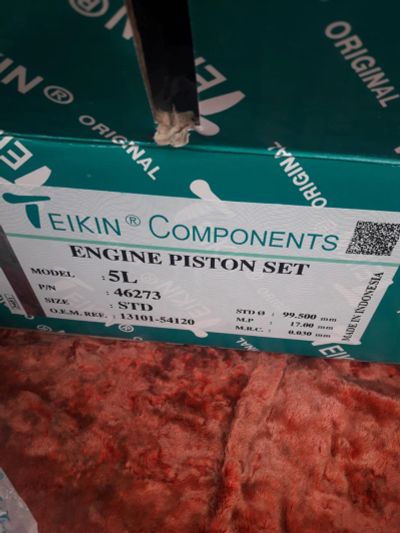 ORIGINAL
EIKIN ®
ORIGINAL
ORIGINAL
TEIKIN® COMPONENTS
ENGINE PISTON SET
MODEL : 5L
P/N : 46273
SIZE : STD
O.E.M. REF. : 13101-54120
STD Ø : 99.500 mm
M.P : 17.00 mm
M.R.C. : 0.030 mm
MADE IN INDONESIA